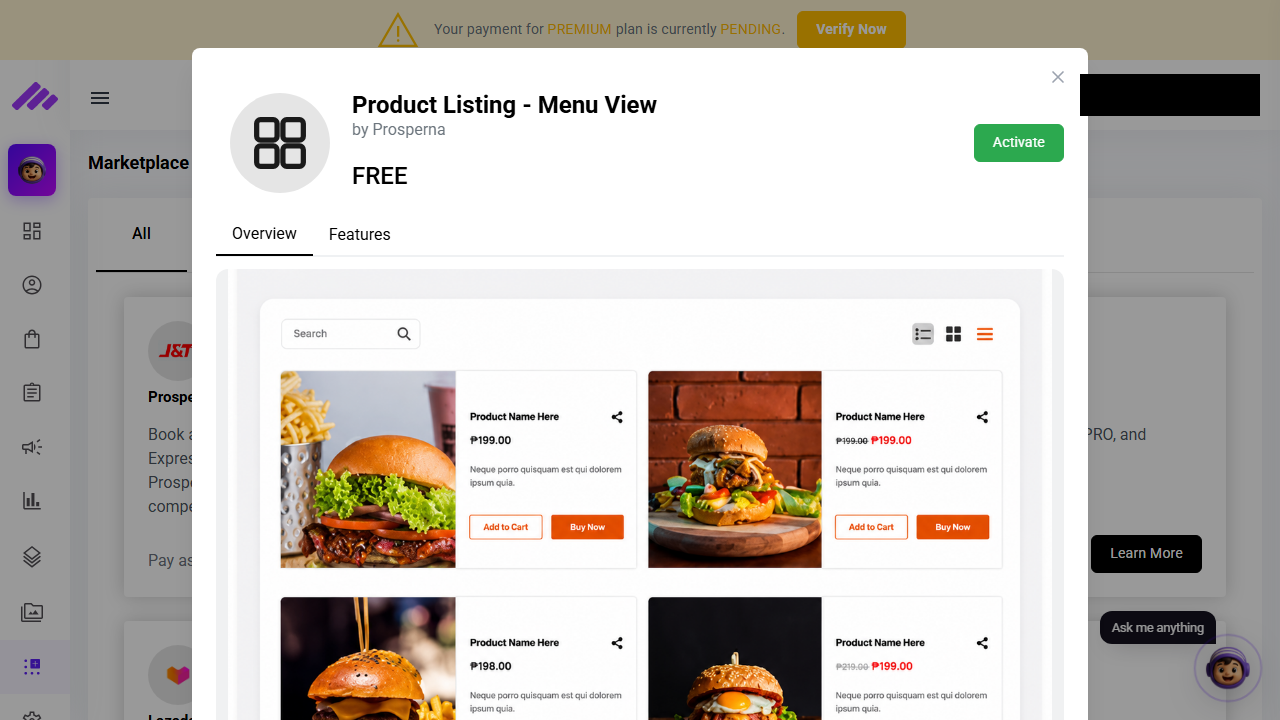 Your payment for PREMIUM plan is currently PENDING.
Verify Now
Product Listing - Menu View
by Prosperna
FREE
Activate
Marketplace
All
Overview
Features
Search
J&T
Prospe
Book a
Expres
Prospe
compe
Pay as
PRO, and
Learn More
Product Name Here
₱199.00
Neque porro quisquam est qui dolorem
ipsum quia.
Add to Cart
Buy Now
Product Name Here
₱199.00 ₱199.00
Neque porro quisquam est qui dolorem
ipsum quia.
Add to Cart
Buy Now
Product Name Here
₱198.00
Neque porro quisquam est qui dolorem
ipsum quia.
Product Name Here
₱219.00 ₱199.00
Neque porro quisquam est qui dolorem
ipsum quia.
Ask me anything